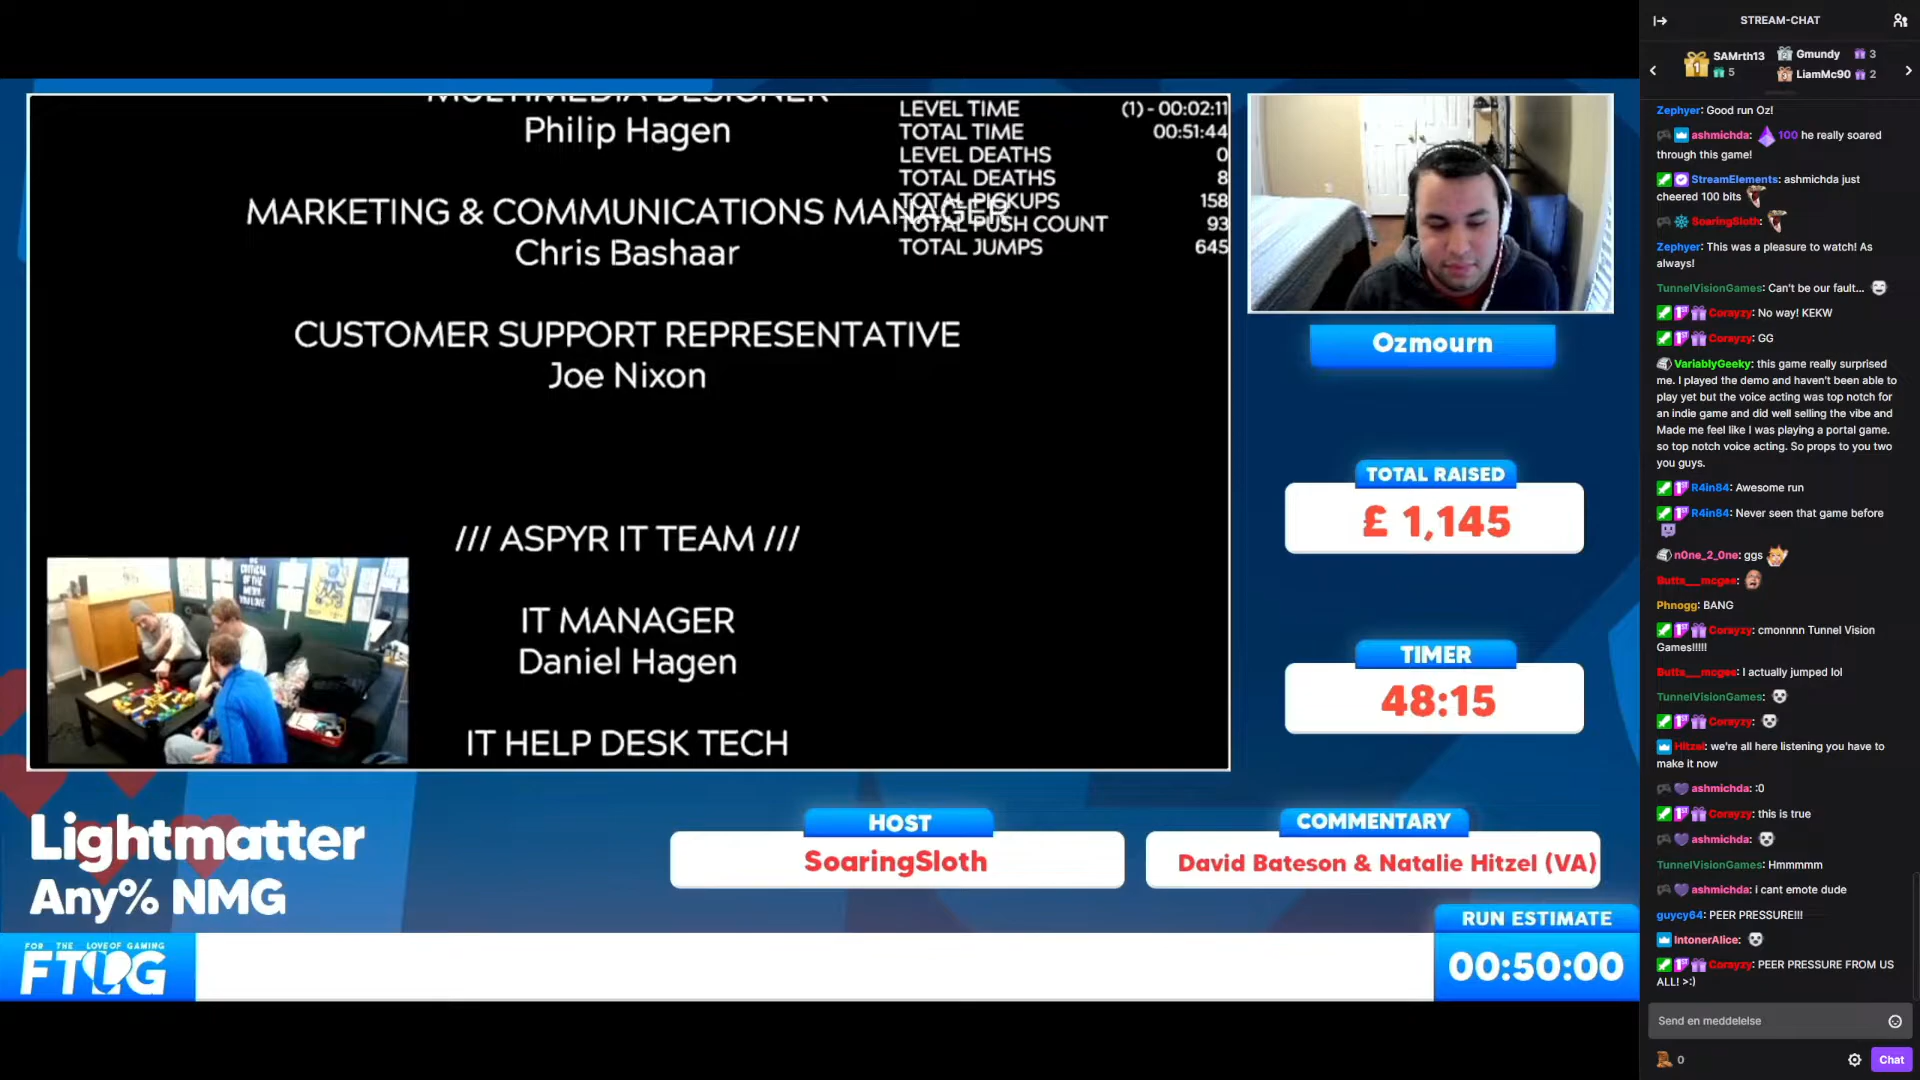 MULTIMEDIA DESIGNER
Philip Hagen
MARKETING & COMMUNICATIONS MANAGER
Chris Bashaar
CUSTOMER SUPPORT REPRESENTATIVE
Joe Nixon
/// ASPYR IT TEAM ///
IT MANAGER
Daniel Hagen
IT HELP DESK TECH
LEVEL TIME (1) - 00:02:11
TOTAL TIME 00:51:44
LEVEL DEATHS 0
TOTAL DEATHS 8
TOTAL PICKUPS 158
TOTAL PUSH COUNT 93
TOTAL JUMPS 645
Ozmourn
TOTAL RAISED
£ 1,145
TIMER
48:15
Lightmatter
Any% NMG
HOST
SoaringSloth
COMMENTARY
David Bateson & Natalie Hitzel (VA)
RUN ESTIMATE
00:50:00
FOR THE LOVE OF GAMING
FTLOG
STREAM-CHAT
SAMrth13
5
Gmundy 3
LiamMc90 2
Zephyer: Good run Oz!
ashmichda: 100 he really soared
through this game!
StreamElements: ashmichda just
cheered 100 bits
SoaringSloth:
Zephyer: This was a pleasure to watch! As
always!
TunnelVisionGames: Can't be our fault...
Corayzy: No way! KEKW
Corayzy: GG
VariablyGeeky: this game really surprised
me. I played the demo and haven't been able to
play yet but the voice acting was top notch for
an indie game and did well selling the vibe and
Made me feel like I was playing a portal game.
so top notch voice acting. So props to you two
you guys.
R4in84: Awesome run
R4in84: Never seen that game before
n0ne_2_0ne: ggs
Butts___mcgee:
Phnogg: BANG
Corayzy: cmonnnn Tunnel Vision
Games!!!!!
Butts___mcgee: I actually jumped lol
TunnelVisionGames:
Corayzy:
Hitzel: we're all here listening you have to
make it now
ashmichda: :0
Corayzy: this is true
ashmichda:
TunnelVisionGames: Hmmmmm
ashmichda: i cant emote dude
guycy64: PEER PRESSURE!!!
IntonerAlice:
Corayzy: PEER PRESSURE FROM US
ALL! >:)
Send en meddelelse
0
Chat